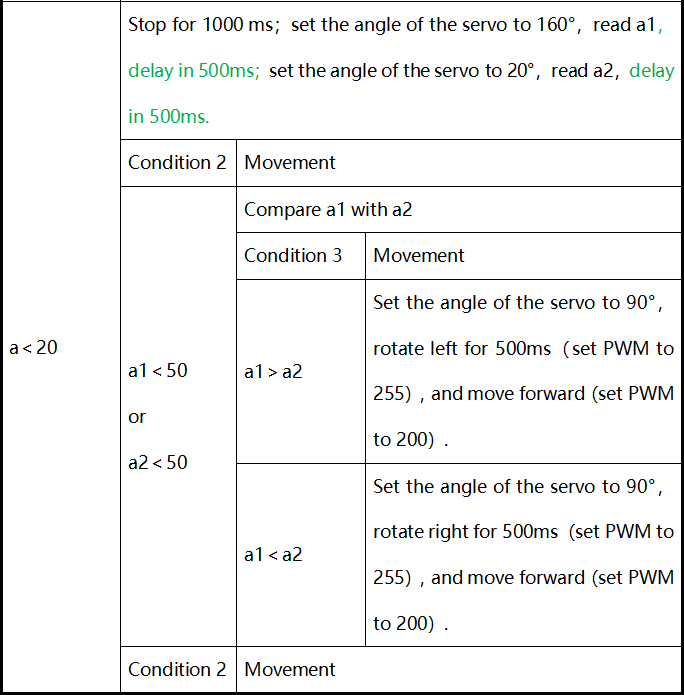 Stop for 1000 ms；set the angle of the servo to 160°，read a1，
delay in 500ms；set the angle of the servo to 20°，read a2，delay
in 500ms.
Condition 2 Movement
a＜20
a1＜50
or
a2＜50
Compare a1 with a2
Condition 3 Movement
a1＞a2
Set the angle of the servo to 90°，
rotate left for 500ms（set PWM to
255）, and move forward (set PWM
to 200）.
a1＜a2
Set the angle of the servo to 90°，
rotate right for 500ms（set PWM to
255）, and move forward (set PWM
to 200）.
Condition 2 Movement